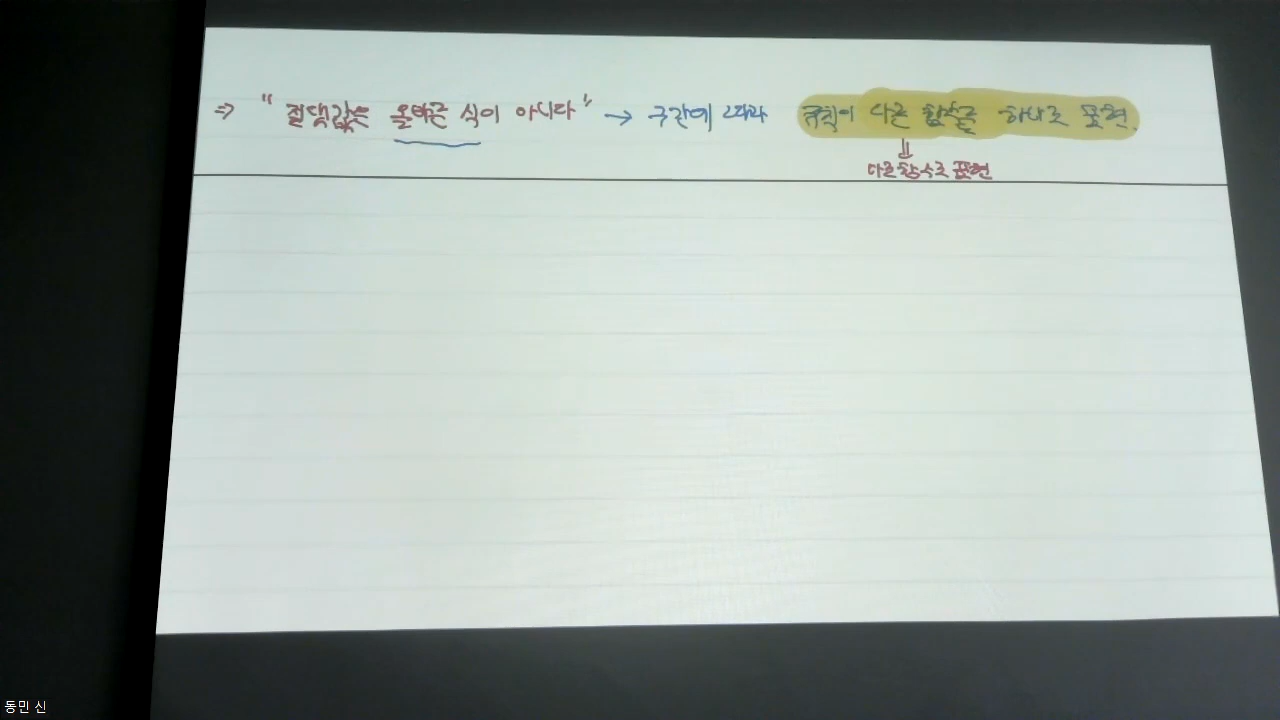 ⇒ "절댓값은 올바른 식이 아니다" → 구간에 따라 규칙이 다른 함수를 하나로 표현.
⇓
다른 함수로 표현
동민 신